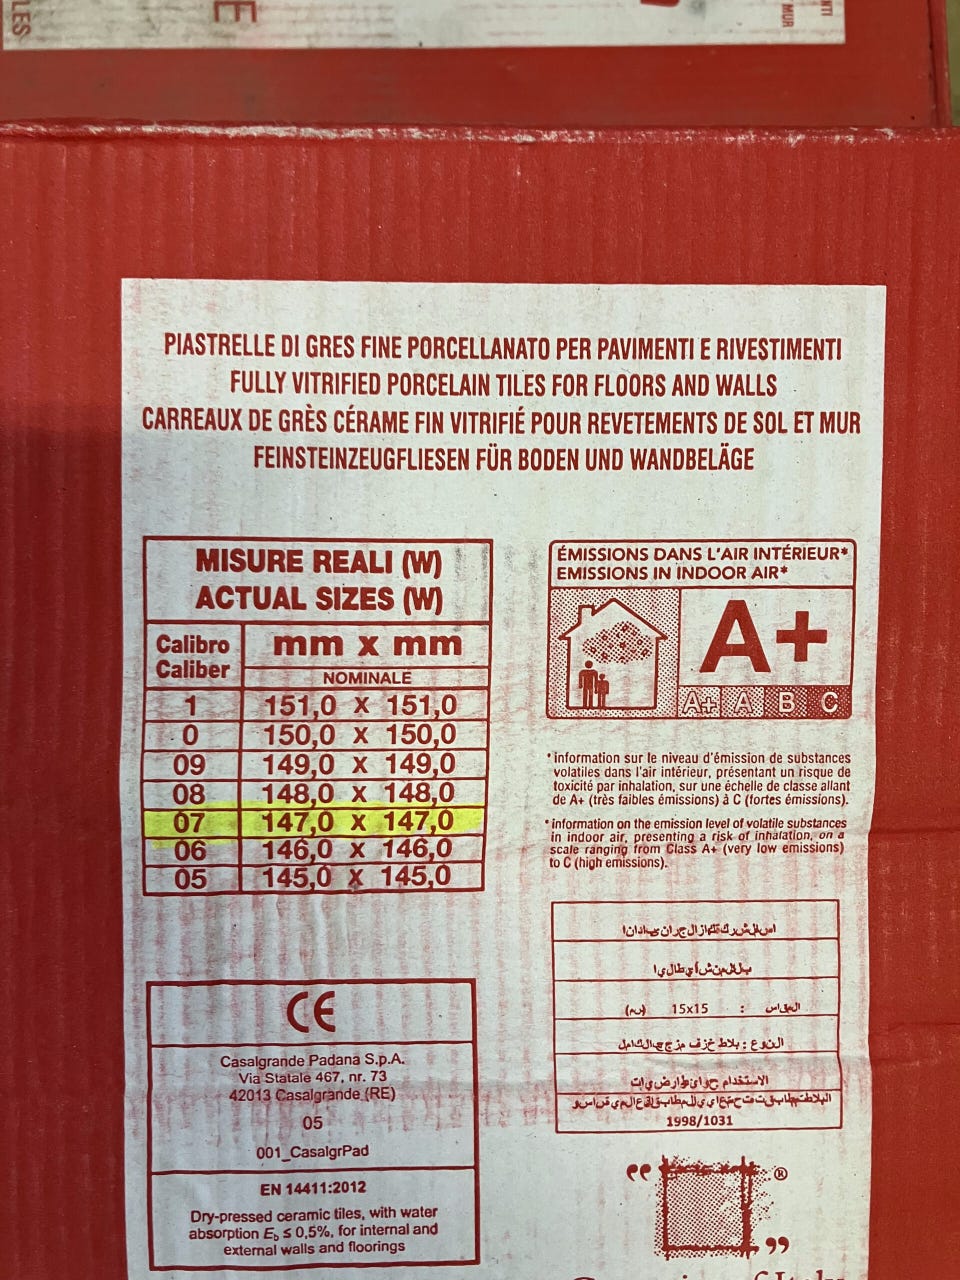 LES
E
NTI
MUR
PIASTRELLE DI GRES FINE PORCELLANATO PER PAVIMENTI E RIVESTIMENTI
FULLY VITRIFIED PORCELAIN TILES FOR FLOORS AND WALLS
CARREAUX DE GRÈS CÉRAME FIN VITRIFIÉ POUR REVETEMENTS DE SOL ET MUR
FEINSTEINZEUGFLIESEN FÜR BODEN UND WANDBELÄGE
MISURE REALI (W)
ACTUAL SIZES (W)
Calibro
Caliber
mm x mm
NOMINALE
1 151,0 x 151,0
0 150,0 x 150,0
09 149,0 x 149,0
08 148,0 x 148,0
07 147,0 x 147,0
06 146,0 x 146,0
05 145,0 x 145,0
ÉMISSIONS DANS L'AIR INTÉRIEUR*
EMISSIONS IN INDOOR AIR*
A+
A+ A B C
*information sur le niveau d'émission de substances
volatiles dans l'air intérieur, présentant un risque de
toxicité par inhalation, sur une échelle de classe allant
de A+ (très faibles émissions) à C (fortes émissions).
*information on the emission level of volatile substances
in indoor air, presenting a risk of inhalation, on a
scale ranging from Class A+ (very low emissions)
to C (high emissions).
15x15 :
النوع : بلاط خزف مزجج بالكامل
الاستخدام
1998/1031
CE
Casalgrande Padana S.p.A.
Via Statale 467, nr. 73
42013 Casalgrande (RE)
05
001_CasalgrPad
EN 14411:2012
Dry-pressed ceramic tiles, with water
absorption Eb ≤ 0,5%, for internal and
external walls and floorings
®